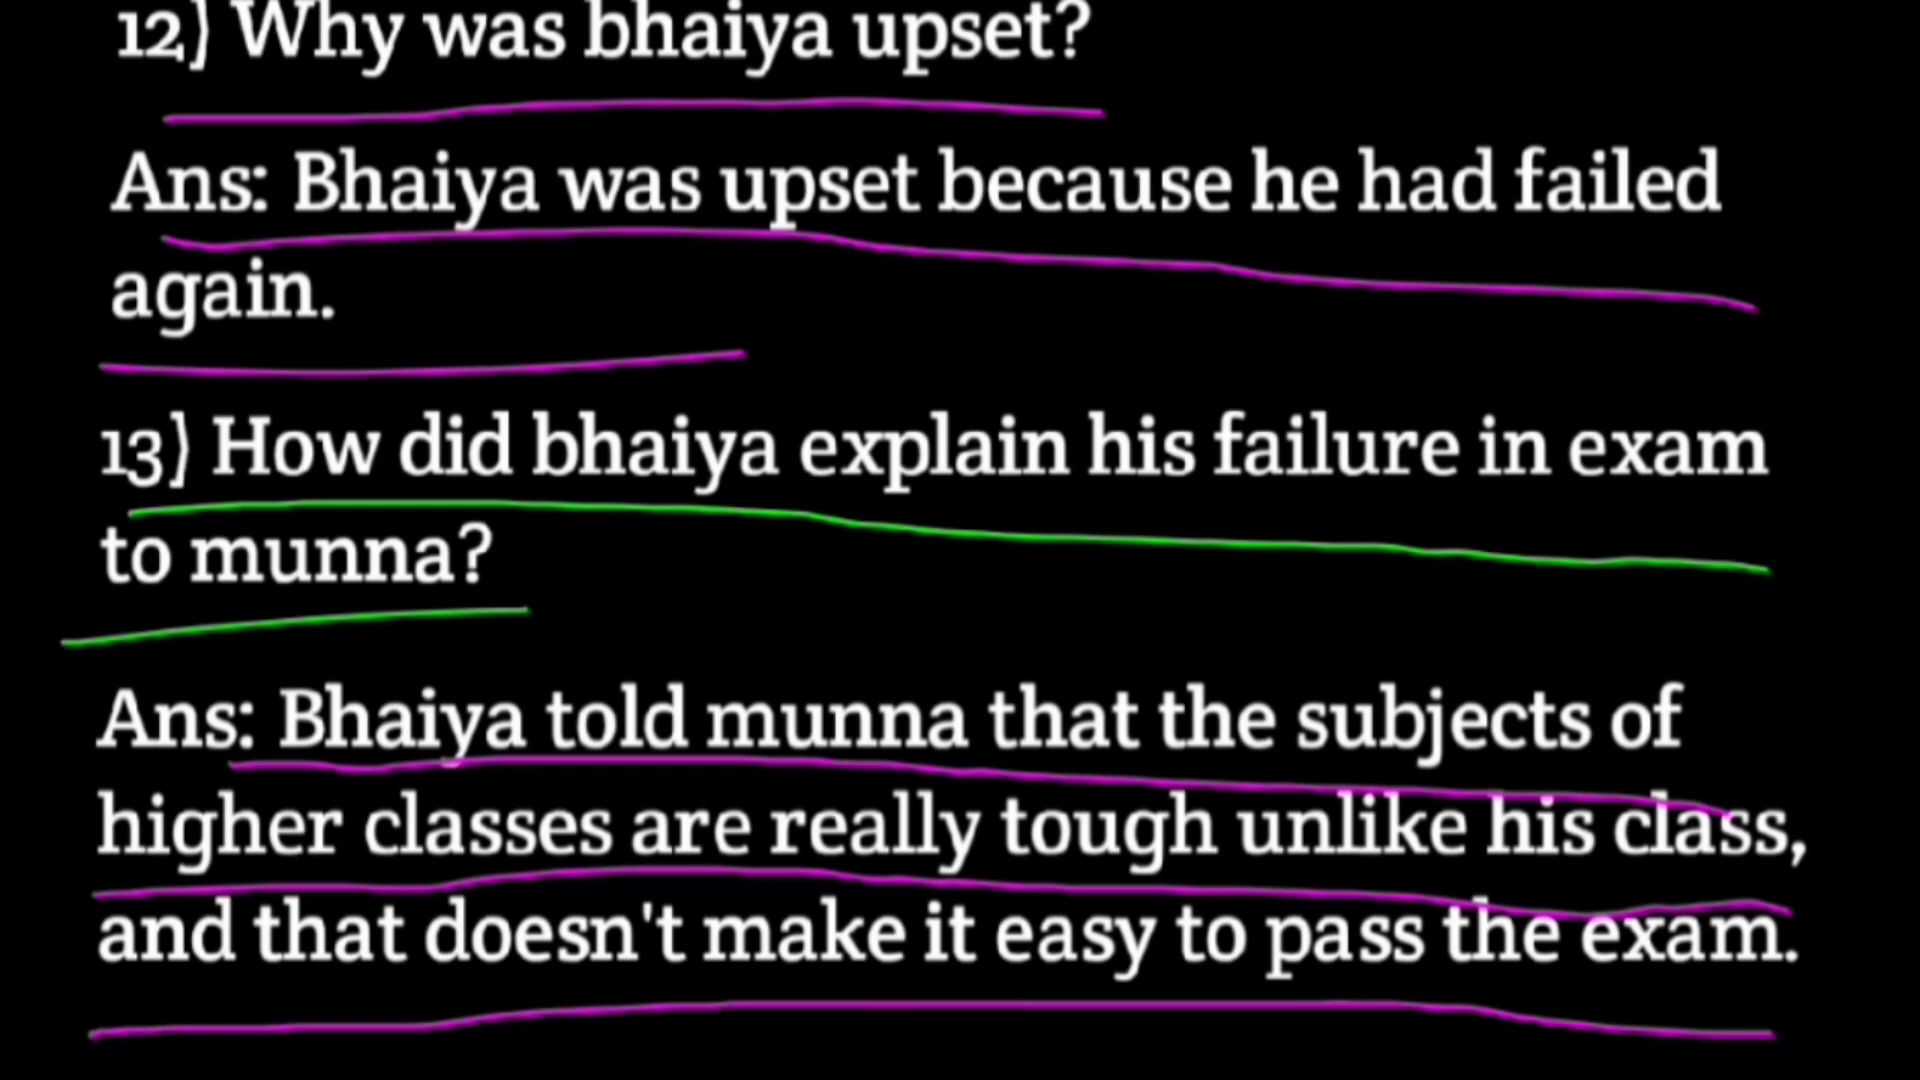 12) Why was bhaiya upset?
Ans: Bhaiya was upset because he had failed
again.
13) How did bhaiya explain his failure in exam
to munna?
Ans: Bhaiya told munna that the subjects of
higher classes are really tough unlike his class,
and that doesn't make it easy to pass the exam.